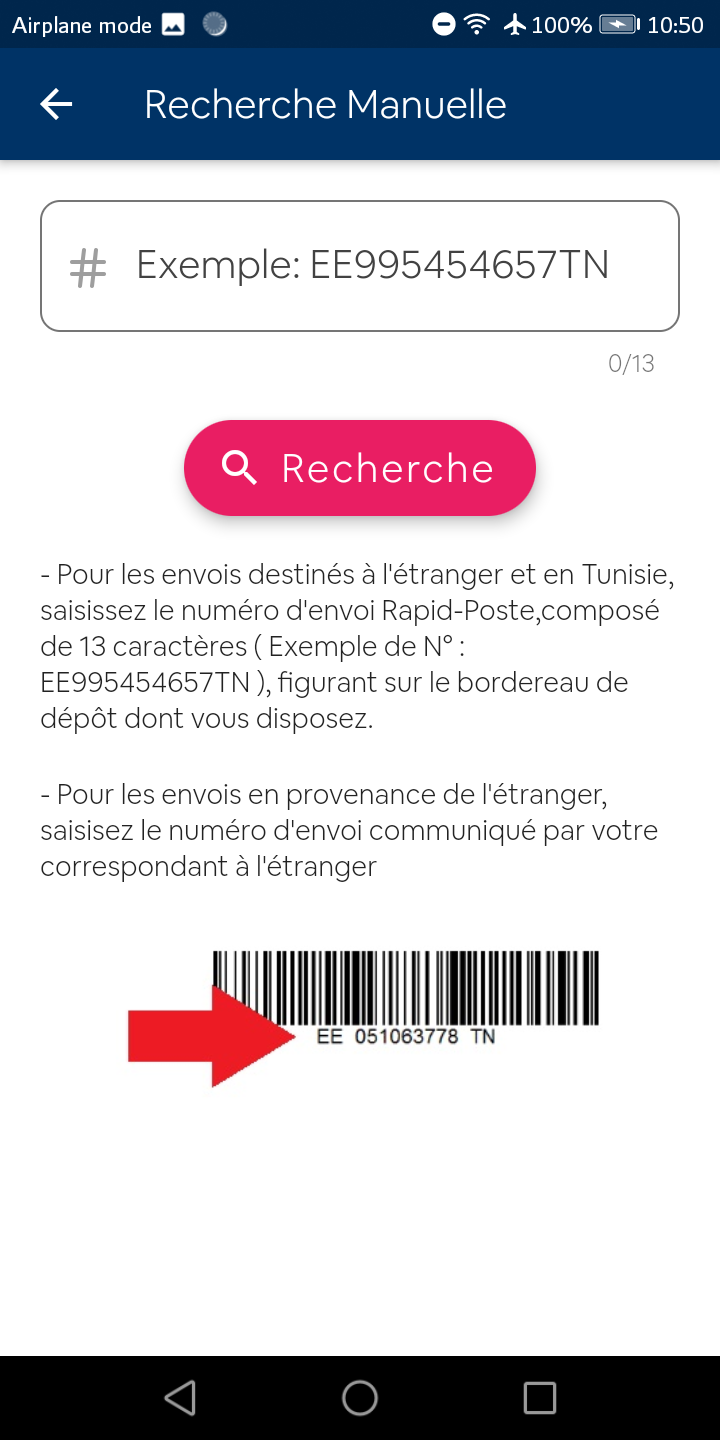 Airplane mode 100% 10:50
Recherche Manuelle
# Exemple: EE995454657TN
0/13
Recherche
- Pour les envois destinés à l'étranger et en Tunisie,
saisissez le numéro d'envoi Rapid-Poste,composé
de 13 caractères ( Exemple de N° :
EE995454657TN ), figurant sur le bordereau de
dépôt dont vous disposez.
- Pour les envois en provenance de l'étranger,
saisisez le numéro d'envoi communiqué par votre
correspondant à l'étranger
EE 051063778 TN